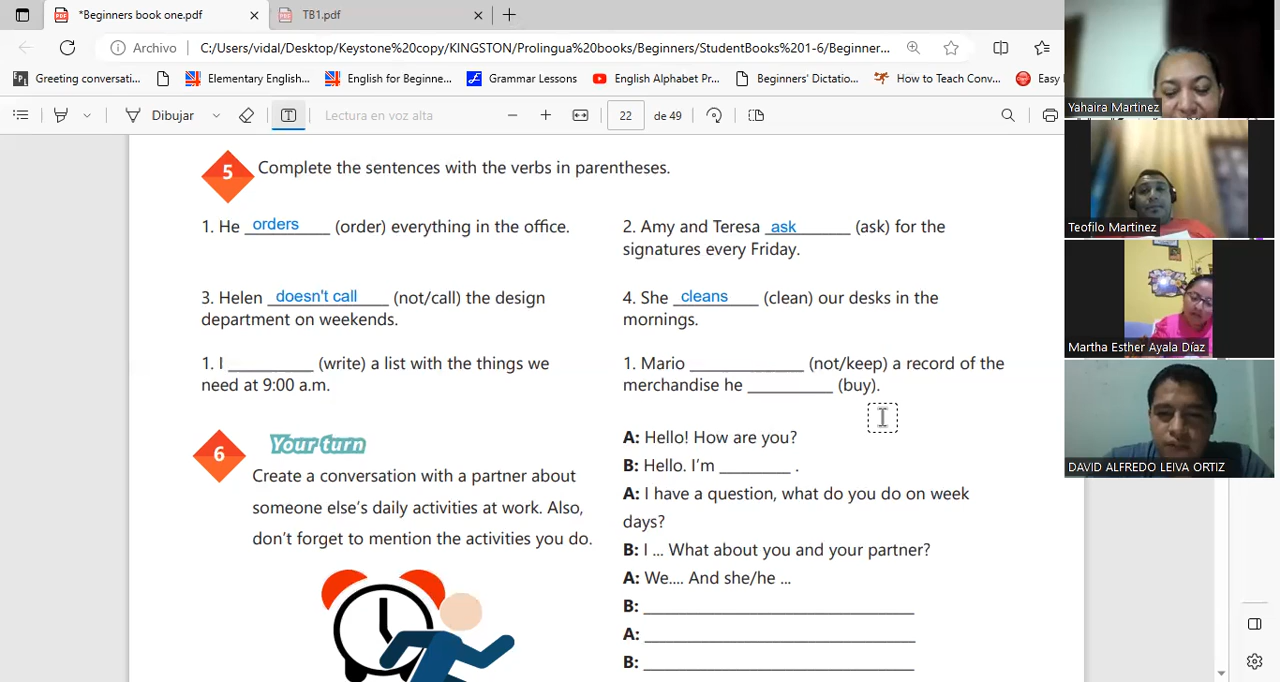 *Beginners book one.pdf
TB1.pdf
Archivo
C:/Users/vidal/Desktop/Keystone%20copy/KINGSTON/Prolingua%20books/Beginners/StudentBooks%201-6/Beginner...
Greeting conversati...
Elementary English...
English for Beginne...
Grammar Lessons
English Alphabet Pr...
Beginners' Dictatio...
How to Teach Conv...
Easy
Dibujar
Lectura en voz alta
22
de 49
5 Complete the sentences with the verbs in parentheses.
1. He orders (order) everything in the office.
2. Amy and Teresa ask (ask) for the
signatures every Friday.
3. Helen doesn't call (not/call) the design
department on weekends.
4. She cleans (clean) our desks in the
mornings.
1. I __________ (write) a list with the things we
need at 9:00 a.m.
1. Mario _____________ (not/keep) a record of the
merchandise he __________ (buy).
6 Your turn
Create a conversation with a partner about
someone else's daily activities at work. Also,
don't forget to mention the activities you do.
A: Hello! How are you?
B: Hello. I'm ________ .
A: I have a question, what do you do on week
days?
B: I ... What about you and your partner?
A: We.... And she/he ...
B: ________________________________
A: ________________________________
B: ________________________________
Yahaira Martinez
Teofilo Martinez
Martha Esther Ayala Díaz
DAVID ALFREDO LEIVA ORTIZ